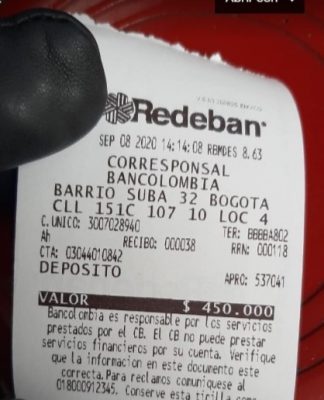 Redeban
SEP 08 2020 14:14:08 RBMDES 8.63
CORRESPONSAL
BANCOLOMBIA
BARRIO SUBA 32 BOGOTA
CLL 151C 107 10 LOC 4
C. UNICO: 3007028940 TER: BBBBA802
Ah RECIBO: 000038 RRN: 000118
CTA: 03044010842
DEPOSITO APRO: 537041
VALOR $ 450.000
Bancolombia es responsable por los servicios
prestados por el CB. El CB no puede prestar
servicios financieros por su cuenta. Verifique
que la informacion en este documento este
correcta. Para reclamos comuniquese al
018000912345. Conserve esta tirilla como